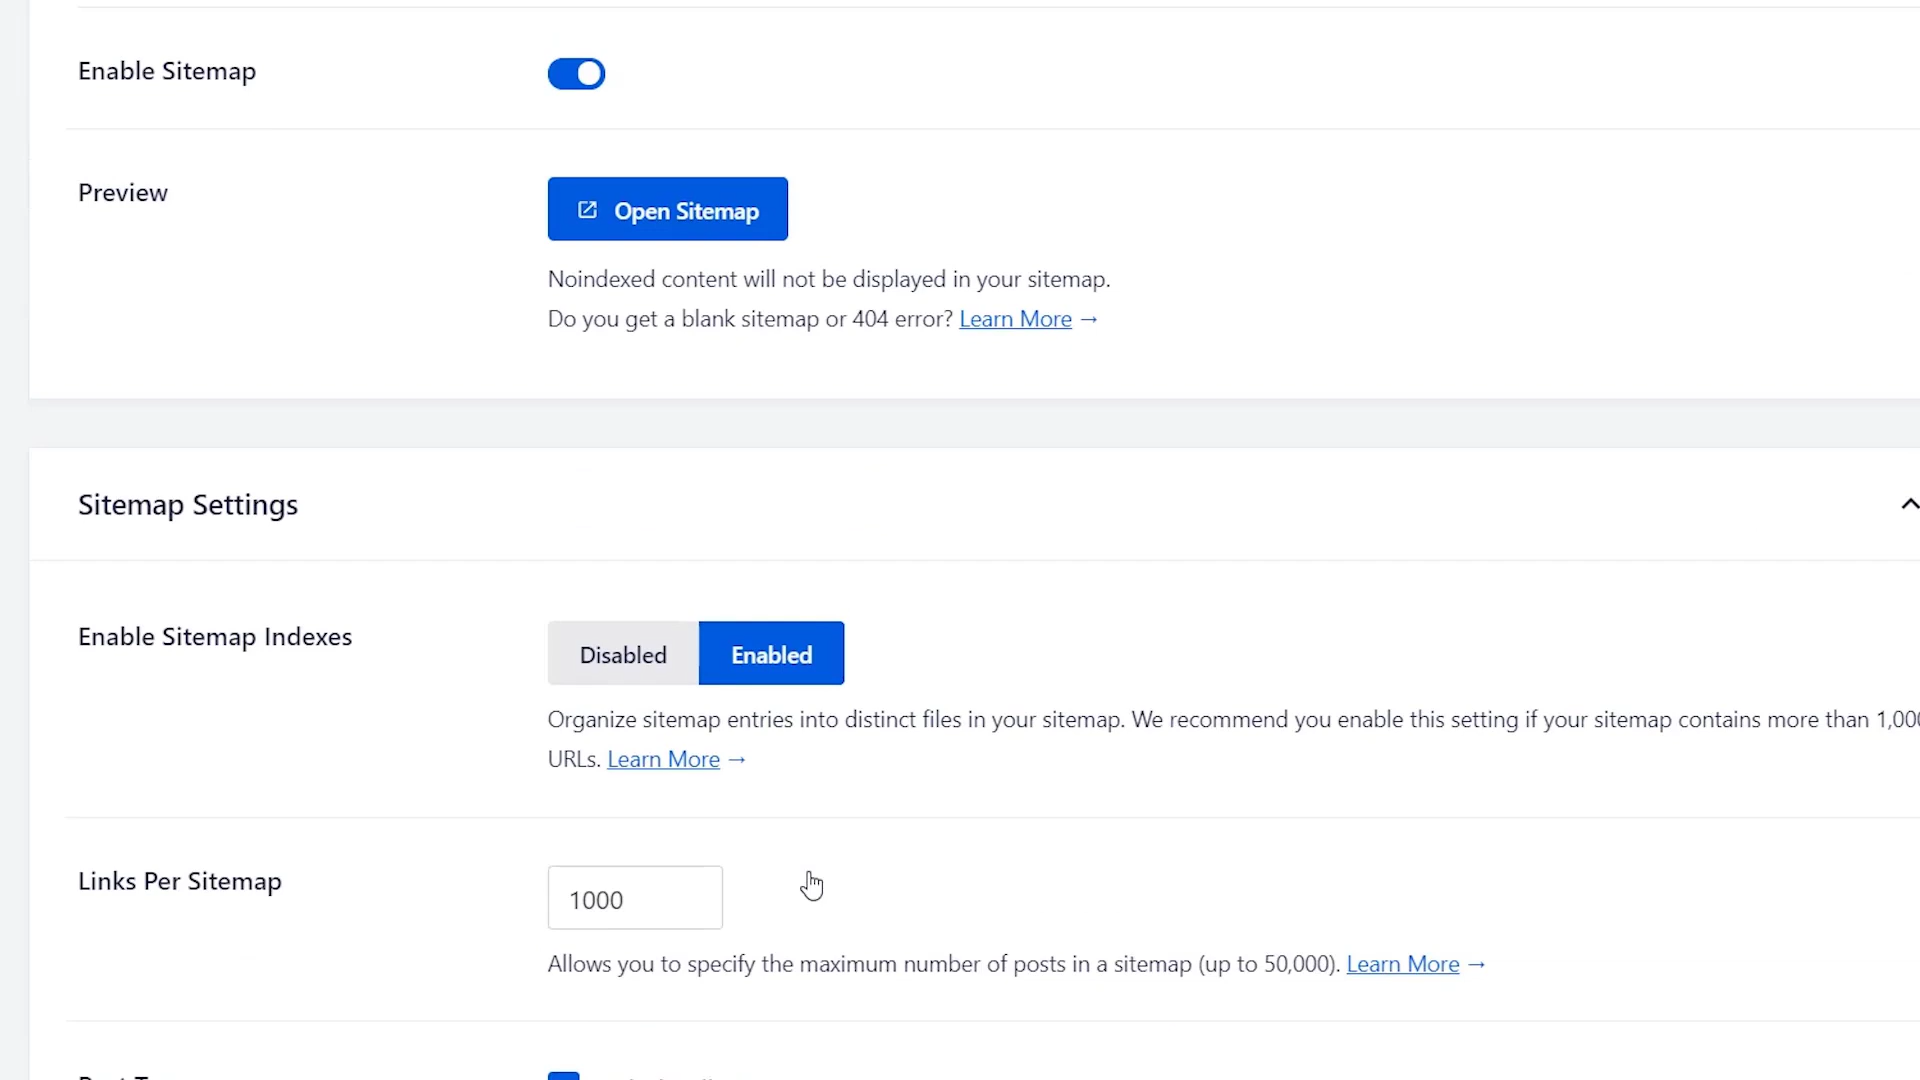 Enable Sitemap
Preview
Open Sitemap
Noindexed content will not be displayed in your sitemap.
Do you get a blank sitemap or 404 error? Learn More →
Sitemap Settings
Enable Sitemap Indexes
Disabled Enabled
Organize sitemap entries into distinct files in your sitemap. We recommend you enable this setting if your sitemap contains more than 1,00
URLs. Learn More →
Links Per Sitemap
1000
Allows you to specify the maximum number of posts in a sitemap (up to 50,000). Learn More →